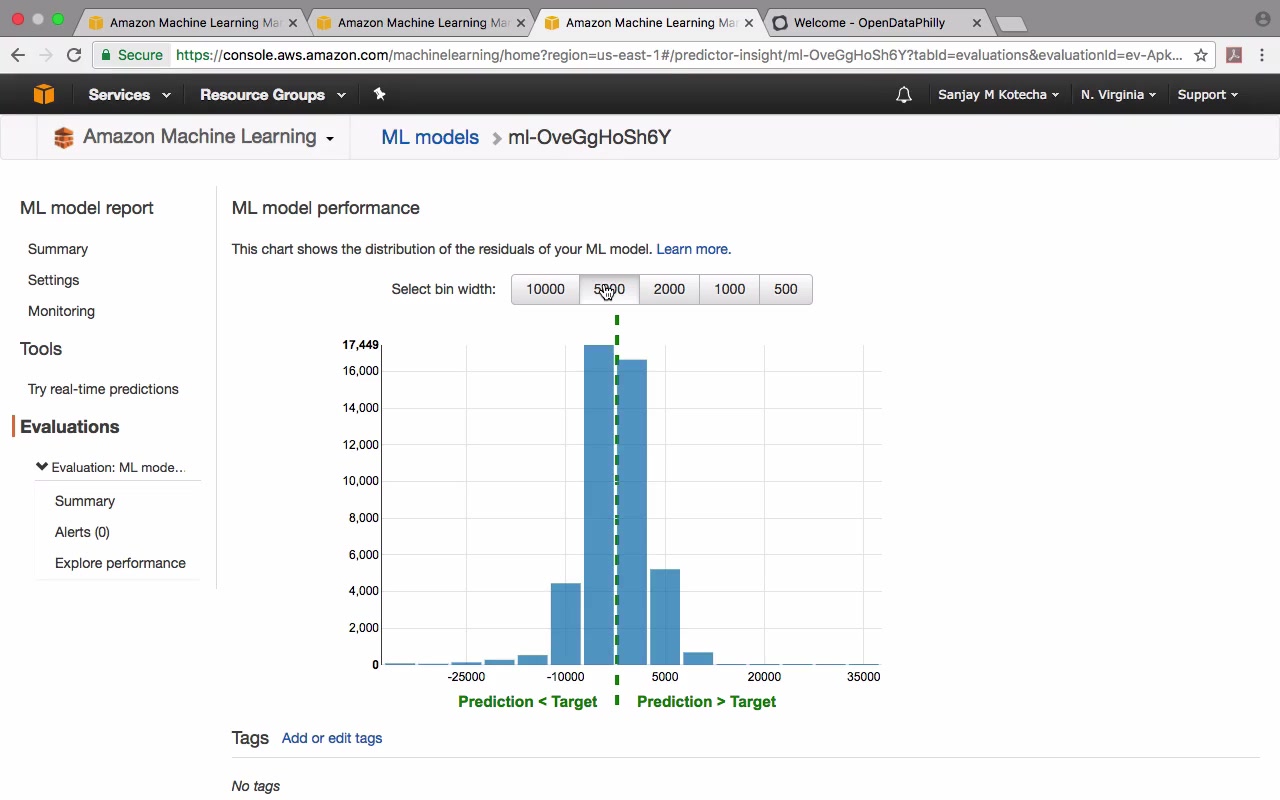 Amazon Machine Learning Ma
Amazon Machine Learning Ma
Amazon Machine Learning Ma
Welcome - OpenDataPhilly
Secure
https://console.aws.amazon.com/machinelearning/home?region=us-east-1#/predictor-insight/ml-OveGgHoSh6Y?tabId=evaluations&evaluationId=ev-Apk...
Services
Resource Groups
Sanjay M Kotecha
N. Virginia
Support
Amazon Machine Learning
ML models > ml-OveGgHoSh6Y
ML model report
Summary
Settings
Monitoring
Tools
Try real-time predictions
Evaluations
Evaluation: ML mode...
Summary
Alerts (0)
Explore performance
ML model performance
This chart shows the distribution of the residuals of your ML model. Learn more.
Select bin width: 10000 5000 2000 1000 500
17,449
16,000
14,000
12,000
10,000
8,000
6,000
4,000
2,000
0
-25000 -10000 5000 20000 35000
Prediction < Target Prediction > Target
Tags Add or edit tags
No tags